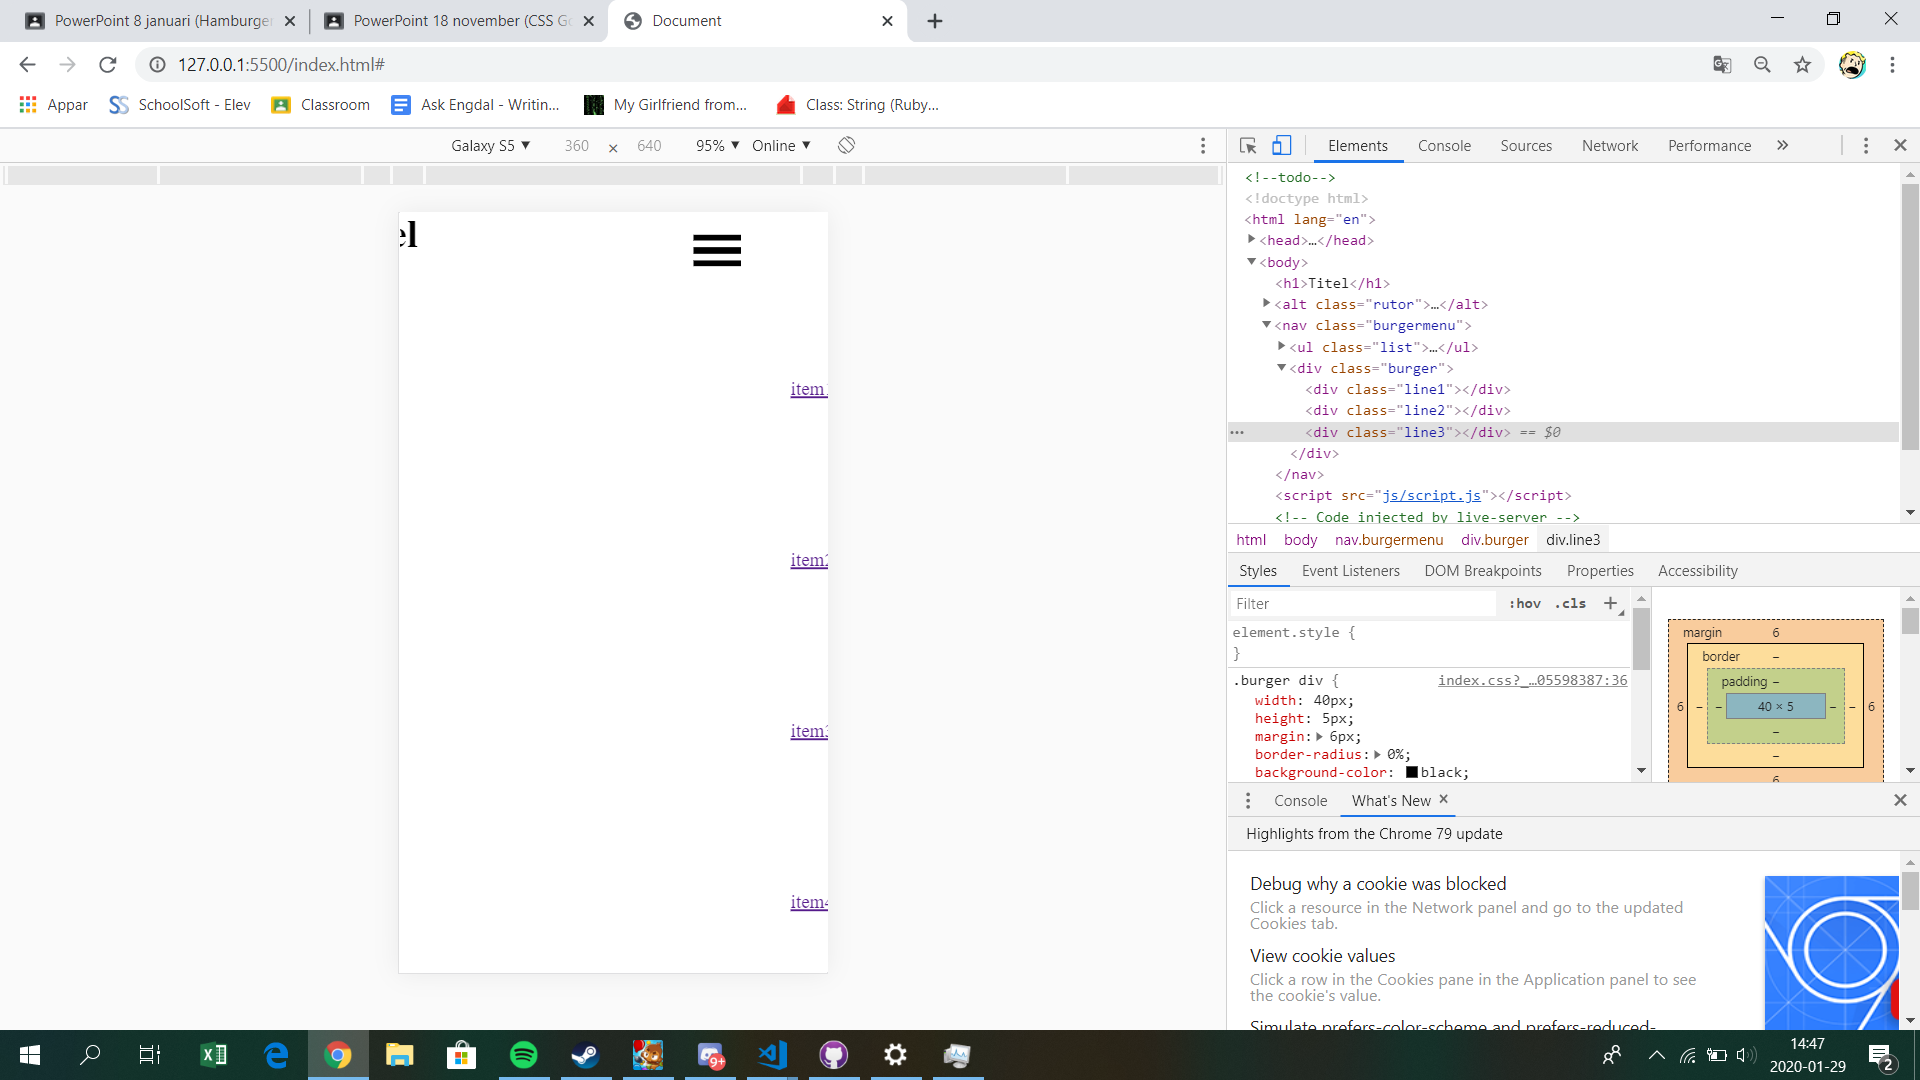 PowerPoint 8 januari (Hamburger
PowerPoint 18 november (CSS G
Document
127.0.0.1:5500/index.html#
Appar
SchoolSoft - Elev
Classroom
Ask Engdal - Writin...
My Girlfriend from...
Class: String (Ruby...
Galaxy S5 ▼ 360 × 640 95% ▼ Online ▼
Elements Console Sources Network Performance »
el
item1
item2
item3
item4
<!--todo-->
<!doctype html>
<html lang="en">
<head>…</head>
<body>
<h1>Titel</h1>
<alt class="rutor">…</alt>
<nav class="burgermenu">
<ul class="list">…</ul>
<div class="burger">
<div class="line1"></div>
<div class="line2"></div>
<div class="line3"></div> == $0
</div>
</nav>
<script src="js/script.js"></script>
<!-- Code injected by live-server -->
html body nav.burgermenu div.burger div.line3
Styles Event Listeners DOM Breakpoints Properties Accessibility
Filter :hov .cls +
element.style {
}
.burger div { index.css?_…05598387:36
width: 40px;
height: 5px;
margin: 6px;
border-radius: 0%;
background-color: black;
margin 6
border –
padding –
6 – – 40 × 5 – – 6
–
–
6
Console What's New ×
Highlights from the Chrome 79 update
Debug why a cookie was blocked
Click a resource in the Network panel and go to the updated
Cookies tab.
View cookie values
Click a row in the Cookies pane in the Application panel to see
the cookie's value.
Simulate prefers-color-scheme and prefers-reduced-
9+
14:47
2020-01-29
2